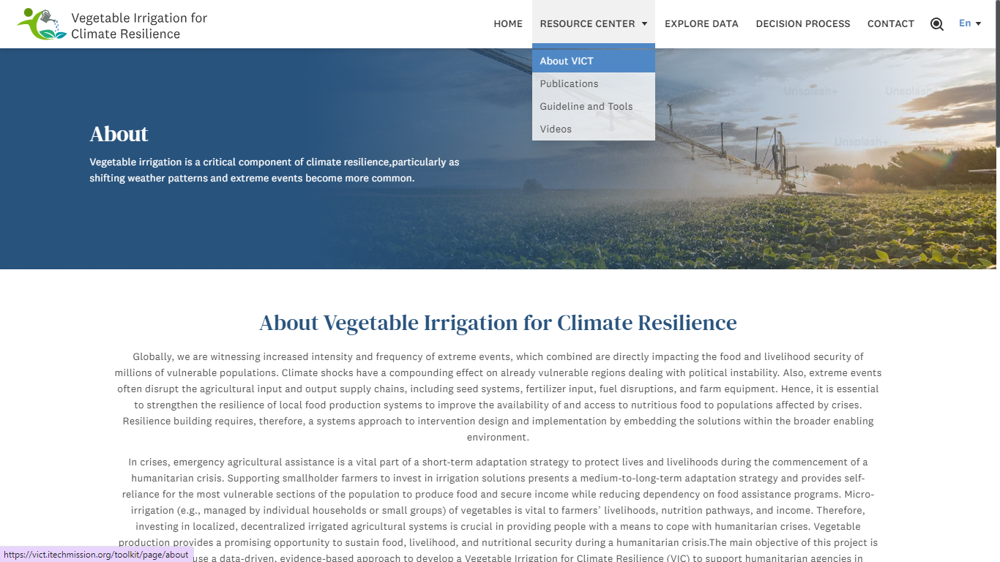 Vegetable Irrigation for
Climate Resilience
HOME
RESOURCE CENTER
EXPLORE DATA
DECISION PROCESS
CONTACT
En
About VICT
Publications
Guideline and Tools
Videos
Unsplash+
Unsplash+
Unsplash+
About
Vegetable irrigation is a critical component of climate resilience,particularly as
shifting weather patterns and extreme events become more common.
About Vegetable Irrigation for Climate Resilience
Globally, we are witnessing increased intensity and frequency of extreme events, which combined are directly impacting the food and livelihood security of
millions of vulnerable populations. Climate shocks have a compounding effect on already vulnerable regions dealing with political instability. Also, extreme events
often disrupt the agricultural input and output supply chains, including seed systems, fertilizer input, fuel disruptions, and farm equipment. Hence, it is essential
to strengthen the resilience of local food production systems to improve the availability of and access to nutritious food to populations affected by crises.
Resilience building requires, therefore, a systems approach to intervention design and implementation by embedding the solutions within the broader enabling
environment.
In crises, emergency agricultural assistance is a vital part of a short-term adaptation strategy to protect lives and livelihoods during the commencement of a
humanitarian crisis. Supporting smallholder farmers to invest in irrigation solutions presents a medium-to-long-term adaptation strategy and provides self-
reliance for the most vulnerable sections of the population to produce food and secure income while reducing dependency on food assistance programs. Micro-
irrigation (e.g., managed by individual households or small groups) of vegetables is vital to farmers’ livelihoods, nutrition pathways, and income. Therefore,
investing in localized, decentralized irrigated agricultural systems is crucial in providing people with a means to cope with humanitarian crises. Vegetable
production provides a promising opportunity to sustain food, livelihood, and nutritional security during a humanitarian crisis.The main objective of this project is
use a data-driven, evidence-based approach to develop a Vegetable Irrigation for Climate Resilience (VIC) to support humanitarian agencies in
https://vict.itechmission.org/toolkit/page/about